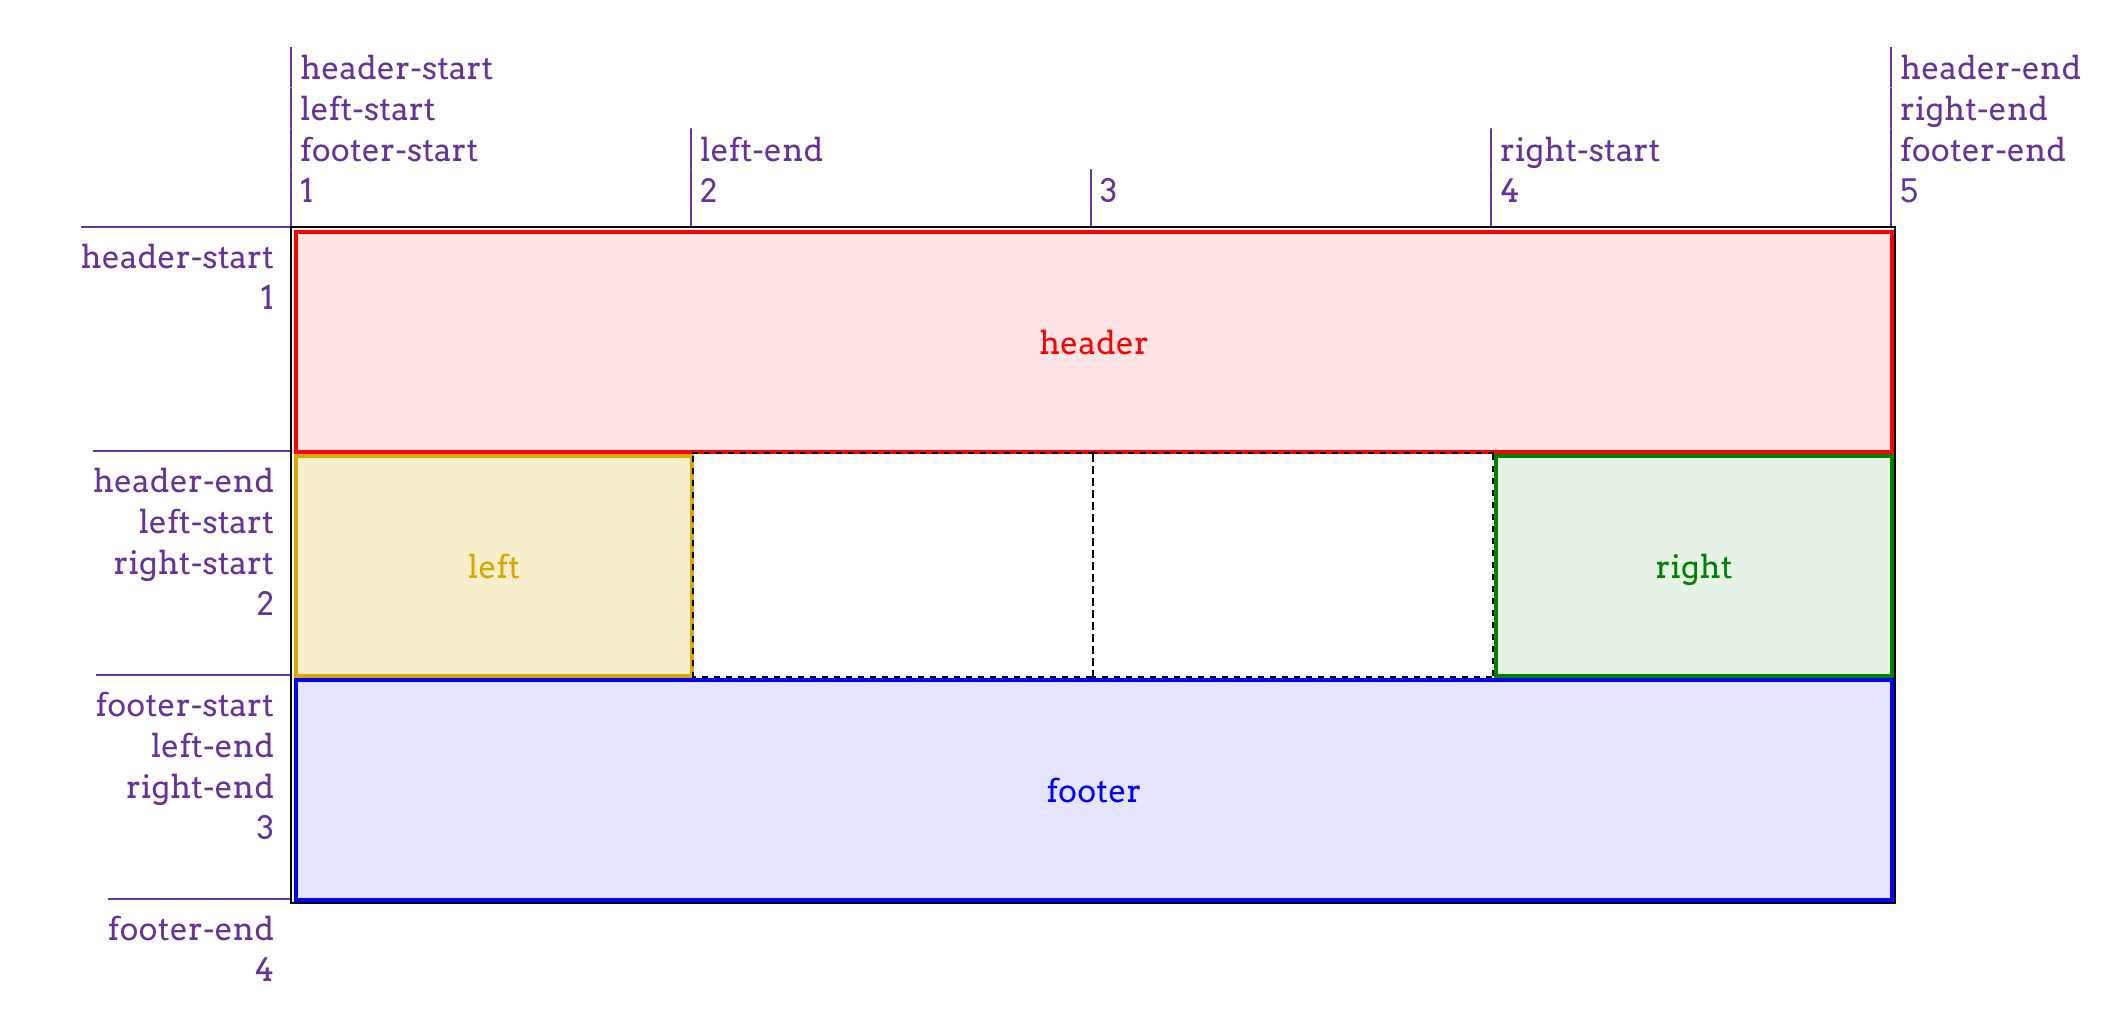 header-start
left-start
footer-start
1
left-end
2
3
right-start
4
header-end
right-end
footer-end
5
header-start
1
header
header-end
left-start
right-start
2
left
right
footer-start
left-end
right-end
3
footer
footer-end
4